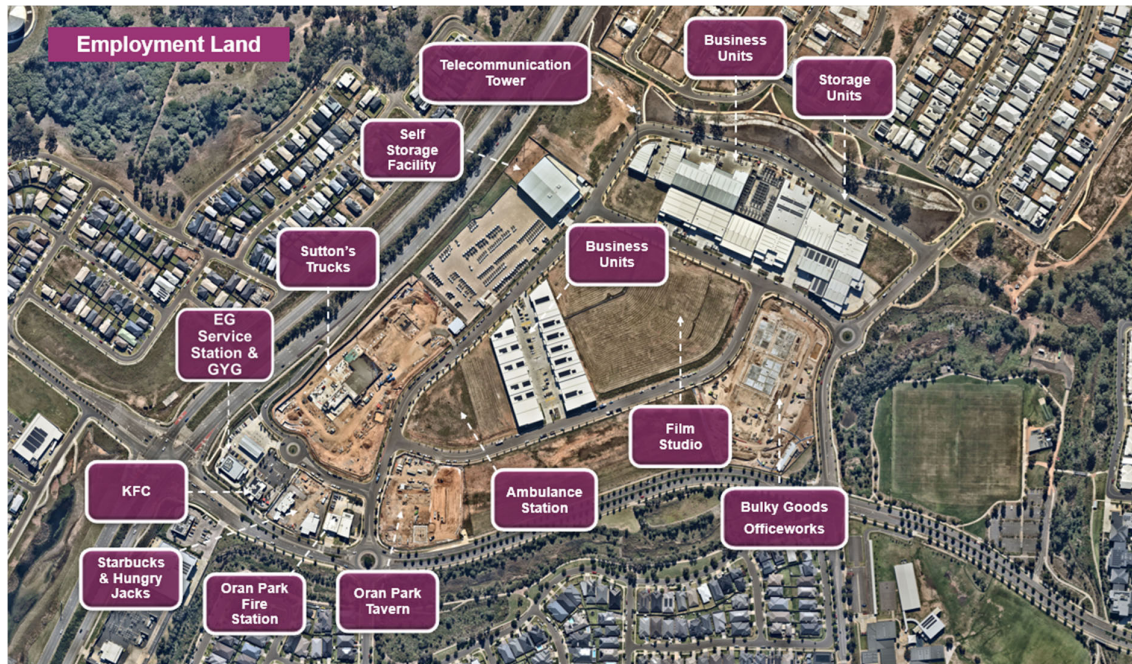 Employment Land
Telecommunication
Tower
Business
Units
Storage
Units
Self
Storage
Facility
Sutton's
Trucks
Business
Units
EG
Service
Station &
GYG
Film
Studio
KFC
Ambulance
Station
Bulky Goods
Officeworks
Starbucks
& Hungry
Jacks
Oran Park
Fire
Station
Oran Park
Tavern